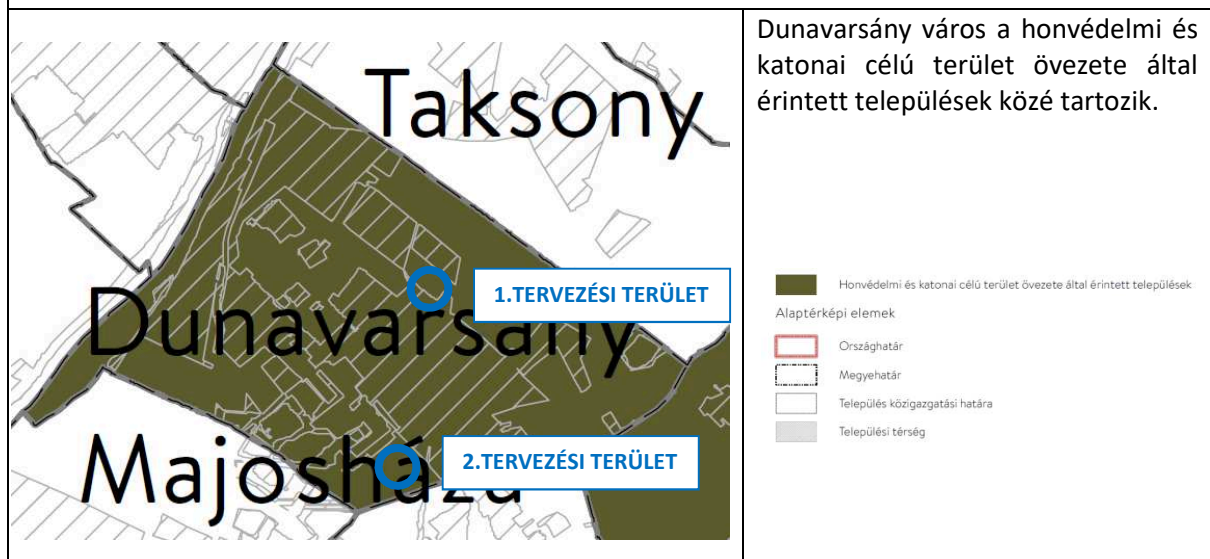 Taksony
1.TERVEZÉSI TERÜLET
Dunavarsány
2.TERVEZÉSI TERÜLET
Majosháza
Dunavarsány város a honvédelmi és
katonai célú terület övezete által
érintett települések közé tartozik.
Honvédelmi és katonai célú terület övezete által érintett települések
Alaptérképi elemek
Országhatár
Megyehatár
Település közigazgatási határa
Települési térség